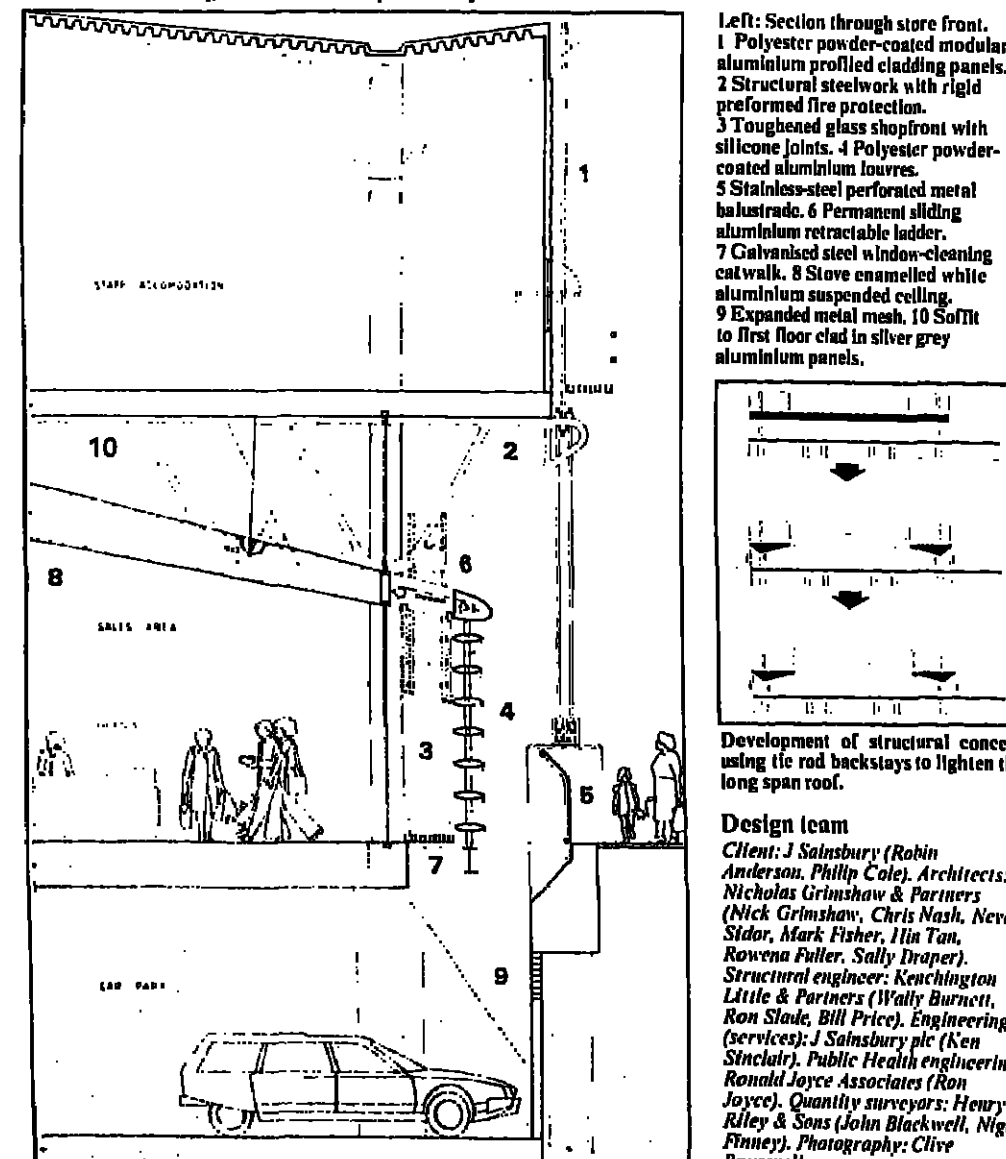 1
STAFF ACCOMODATION
10
2
8
6
SALES AREA
4
3
5
7
CAR PARK
9
Left: Section through store front.
1 Polyester powder-coated modular
aluminium profiled cladding panels.
2 Structural steelwork with rigid
preformed fire protection.
3 Toughened glass shopfront with
silicone joints. 4 Polyester powder-
coated aluminium louvres.
5 Stainless-steel perforated metal
balustrade. 6 Permanent sliding
aluminium retractable ladder.
7 Galvanised steel window-cleaning
catwalk. 8 Stove enamelled white
aluminium suspended ceiling.
9 Expanded metal mesh. 10 Soffit
to first floor clad in silver grey
aluminium panels.
Development of structural conce
using tie rod backstays to lighten th
long span roof.
Design team
Client: J Sainsbury (Robin
Anderson, Philip Cole). Architects:
Nicholas Grimshaw & Partners
(Nick Grimshaw, Chris Nash, Neve
Sidor, Mark Fisher, Hin Tan,
Rowena Fuller, Sally Draper).
Structural engineer: Kenchington
Little & Partners (Wally Burnett,
Ron Slade, Bill Price). Engineering
(services): J Sainsbury plc (Ken
Sinclair). Public Health engineerin
Ronald Joyce Associates (Ron
Joyce). Quantity surveyors: Henry
Riley & Sons (John Blackwell, Nig
Finney). Photography: Clive